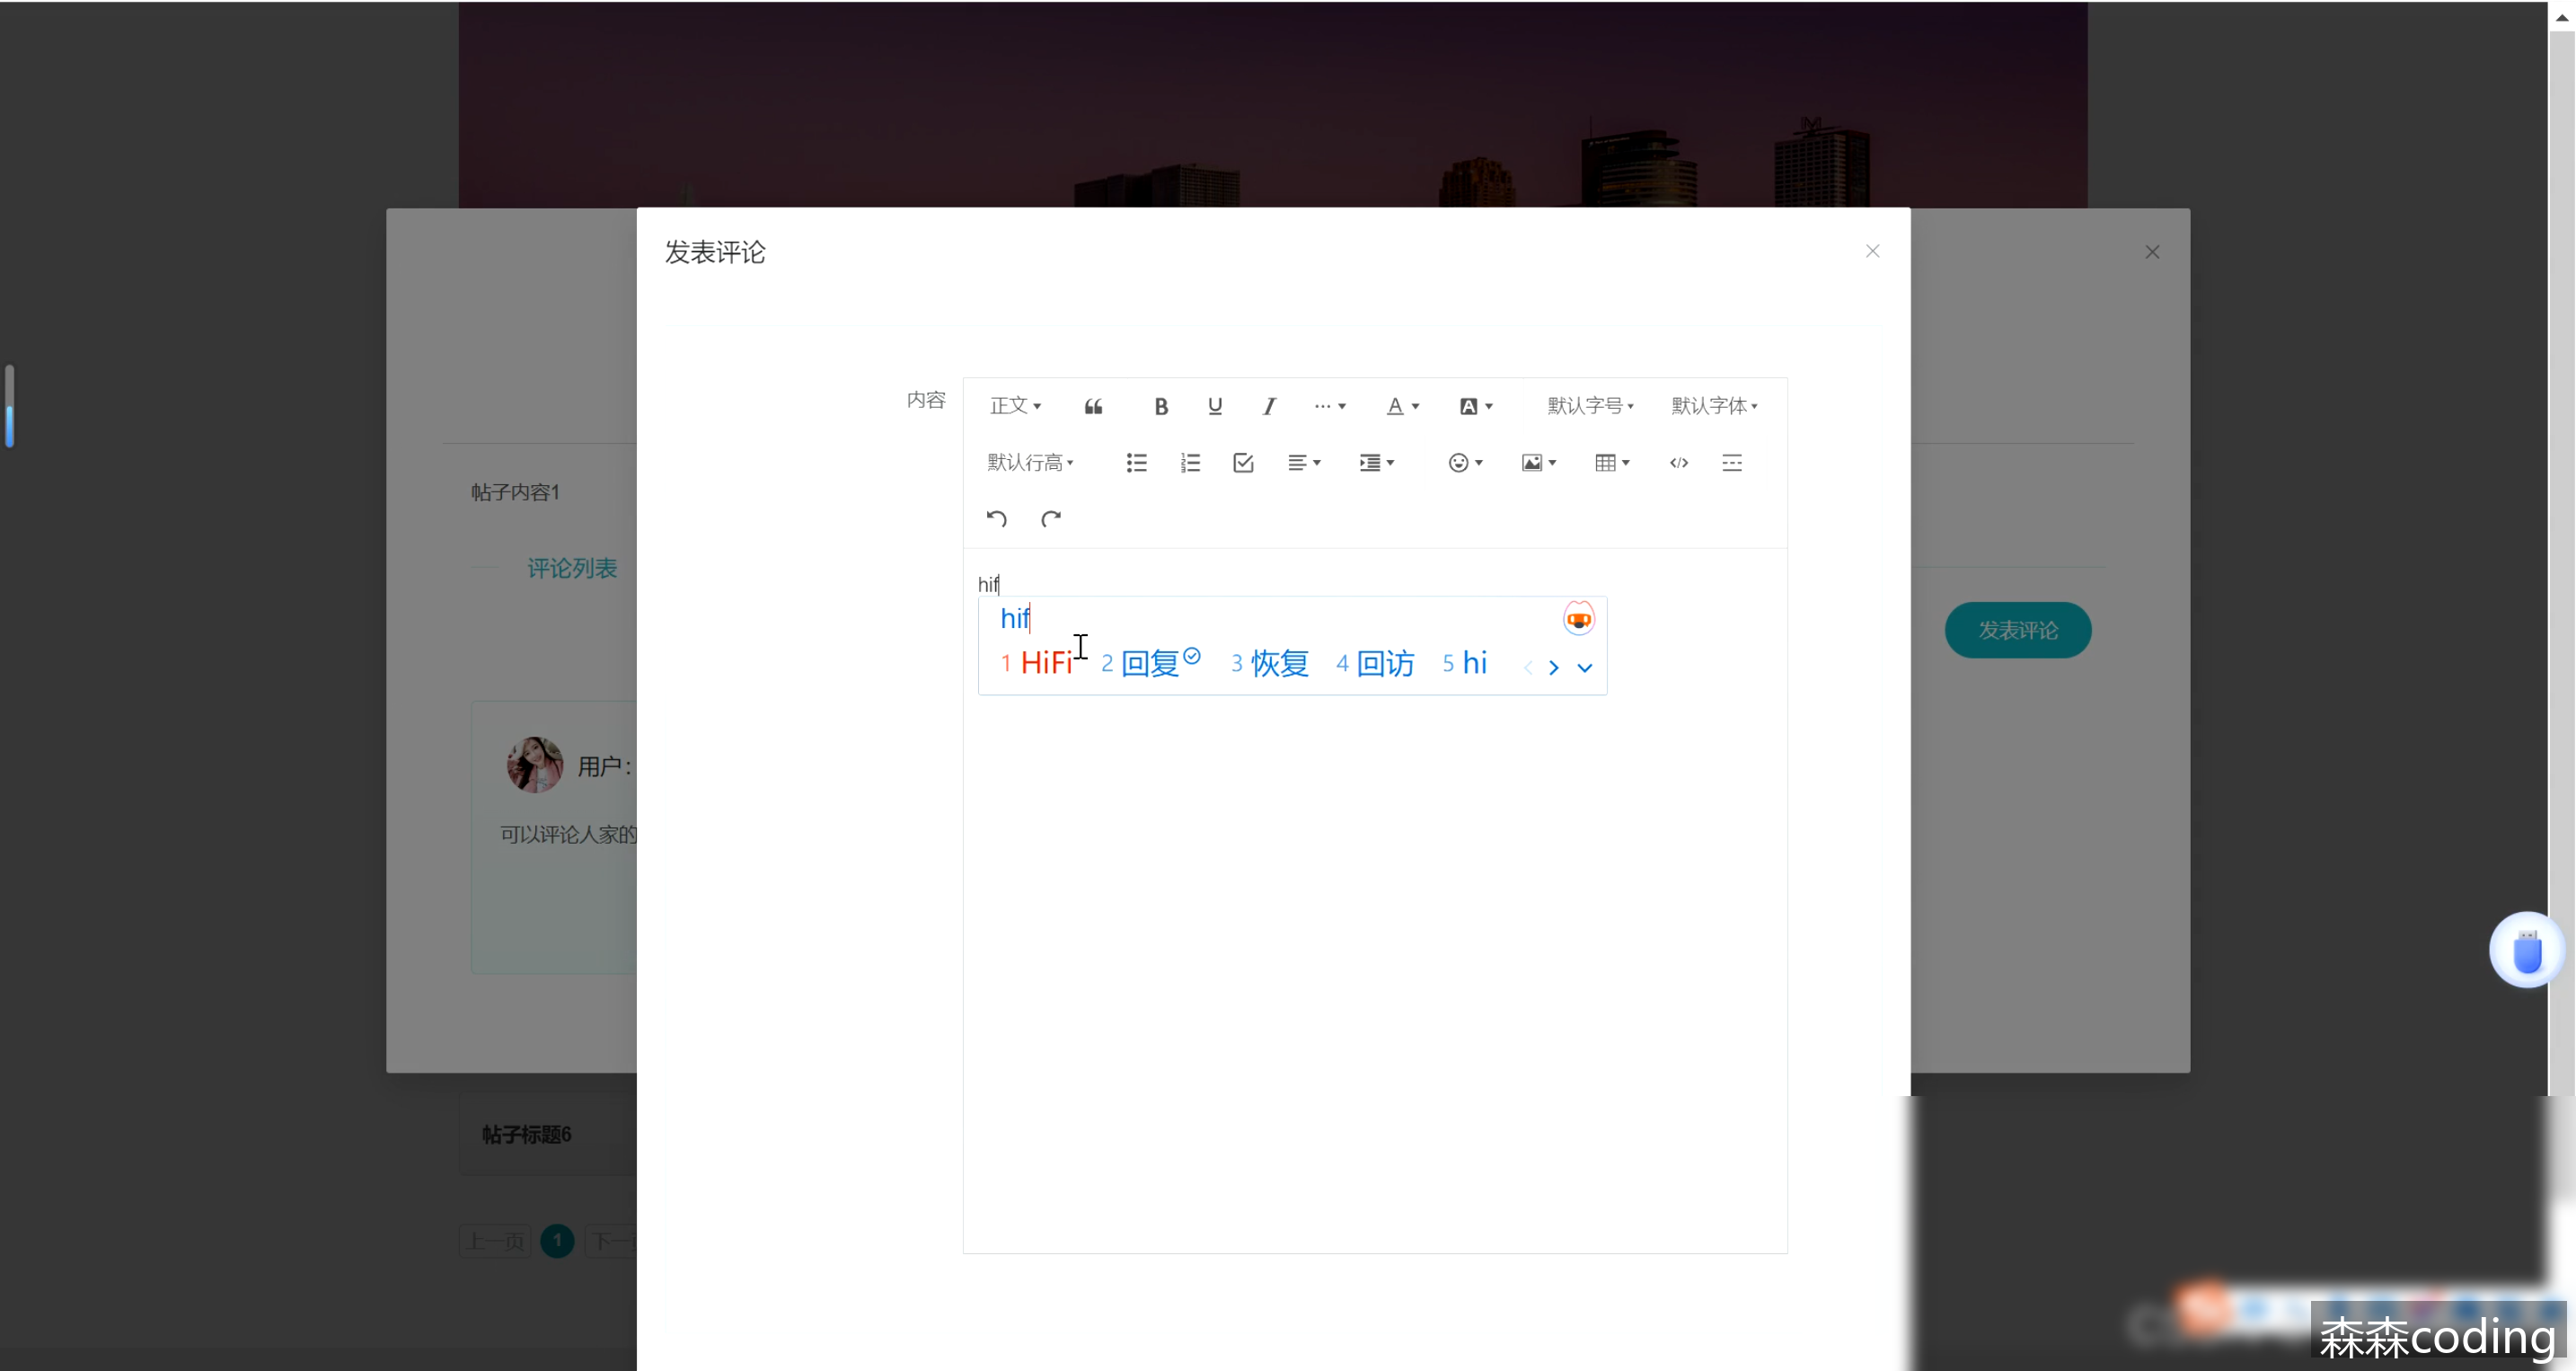 发表评论
内容
正文 B U I ··· A A 默认字号 默认字体
默认行高
帖子内容1
评论列表
hif
hif
1 HiFi 2 回复 3 恢复 4 回访 5 hi
发表评论
用户：
可以评论人家的
帖子标题6
上一页 1 下一
森森coding